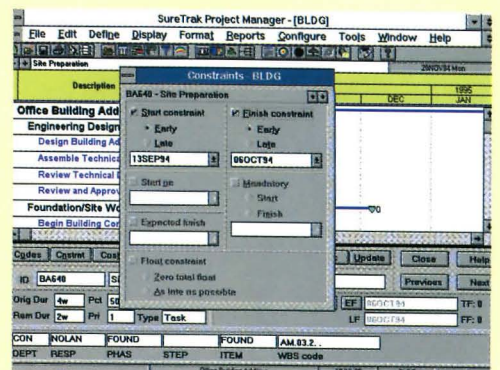 SureTrak Project Manager - [BLDG]
File Edit Define Display Format Reports Configure Tools Window Help
Site Preparation
28NOV94 Mon
Description
1995
DEC JAN
Constraints - BLDG
BA640 - Site Preparation
Start constraint Finish constraint
Early Early
Late Late
13SEP94 06OCT94
Start on Mandatory
Start
Finish
Expected finish
Float constraint
Zero total float
As late as possible
Office Building Add
Engineering Design
Design Building Ad
Assemble Technica
Review Technical
Review and Approv
Foundation/Site Wo
Begin Building Con
Codes Cnstrnt Cos Update Close Help
ID BA640 Previous Next
Orig Dur 4w Pct 50 EF 06OCT94 TF: 0
Rem Dur 2w Pri 1 Type Task LF 06OCT94 FF: 0
CON NOLAN FOUND FOUND AM.03.2..
DEPT RESP PHAS STEP ITEM WBS code